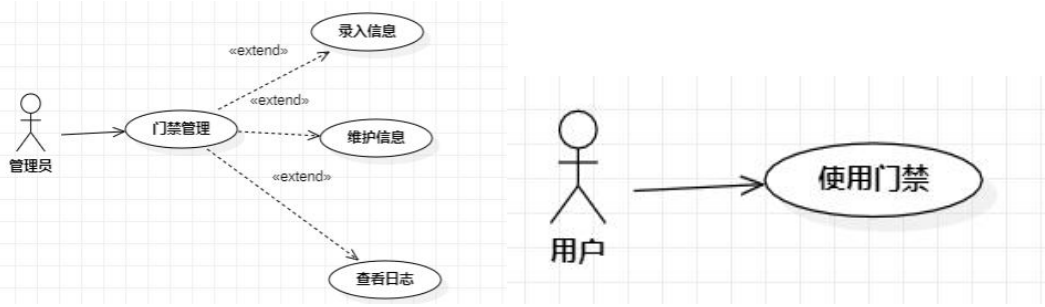 录入信息
«extend»
«extend»
门禁管理
维护信息
管理员
«extend»
查看日志
使用门禁
用户